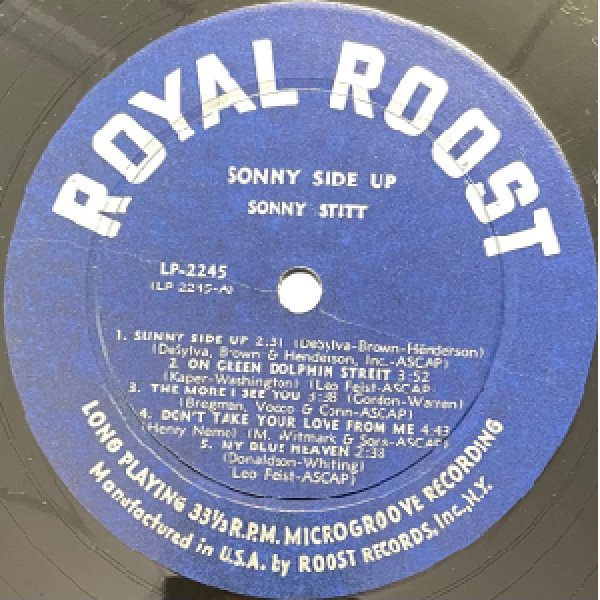 ROYAL ROOST
SONNY SIDE UP
SONNY STITT
LP-2245
(LP 2245-A)
1. SUNNY SIDE UP 2:31 (DeSylva-Brown-Henderson)
(DeSylva, Brown & Henderson, Inc.-ASCAP)
2. ON GREEN DOLPHIN STREET 3:52
(Kaper-Washington) (Leo Feist-ASCAP
3. THE MORE I SEE YOU 3:38 (Gordon-Warren)
(Bregman, Vocco & Conn-ASCAP)
4. DON'T TAKE YOUR LOVE FROM ME 4:43
(Henry Nemo) (M. Witmark & Sons-ASCAP)
5. MY BLUE HEAVEN 2:38
(Donaldson-Whiting)
Leo Feist-ASCAP)
LONG PLAYING 33⅓ R.P.M. MICROGROOVE RECORDING
Manufactured in U.S.A. by ROOST RECORDS, Inc., N.Y.